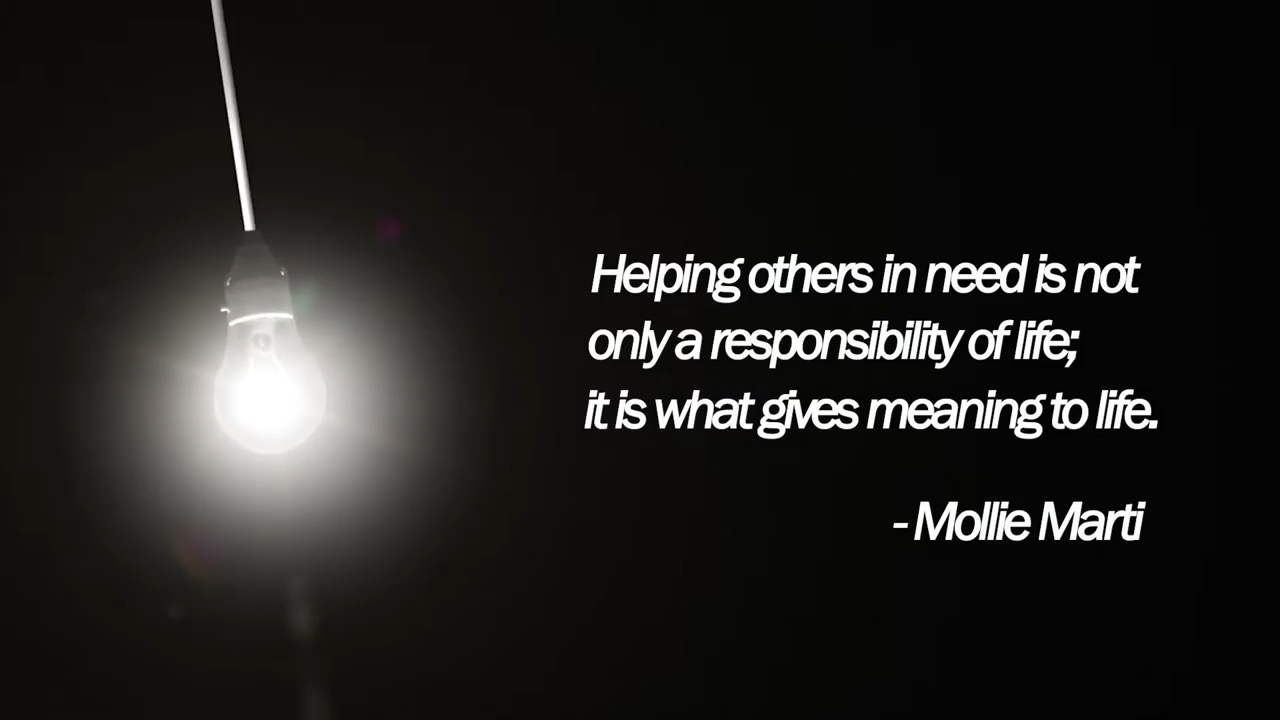 Helping others in need is not
only a responsibility of life;
it is what gives meaning to life.
- Mollie Marti